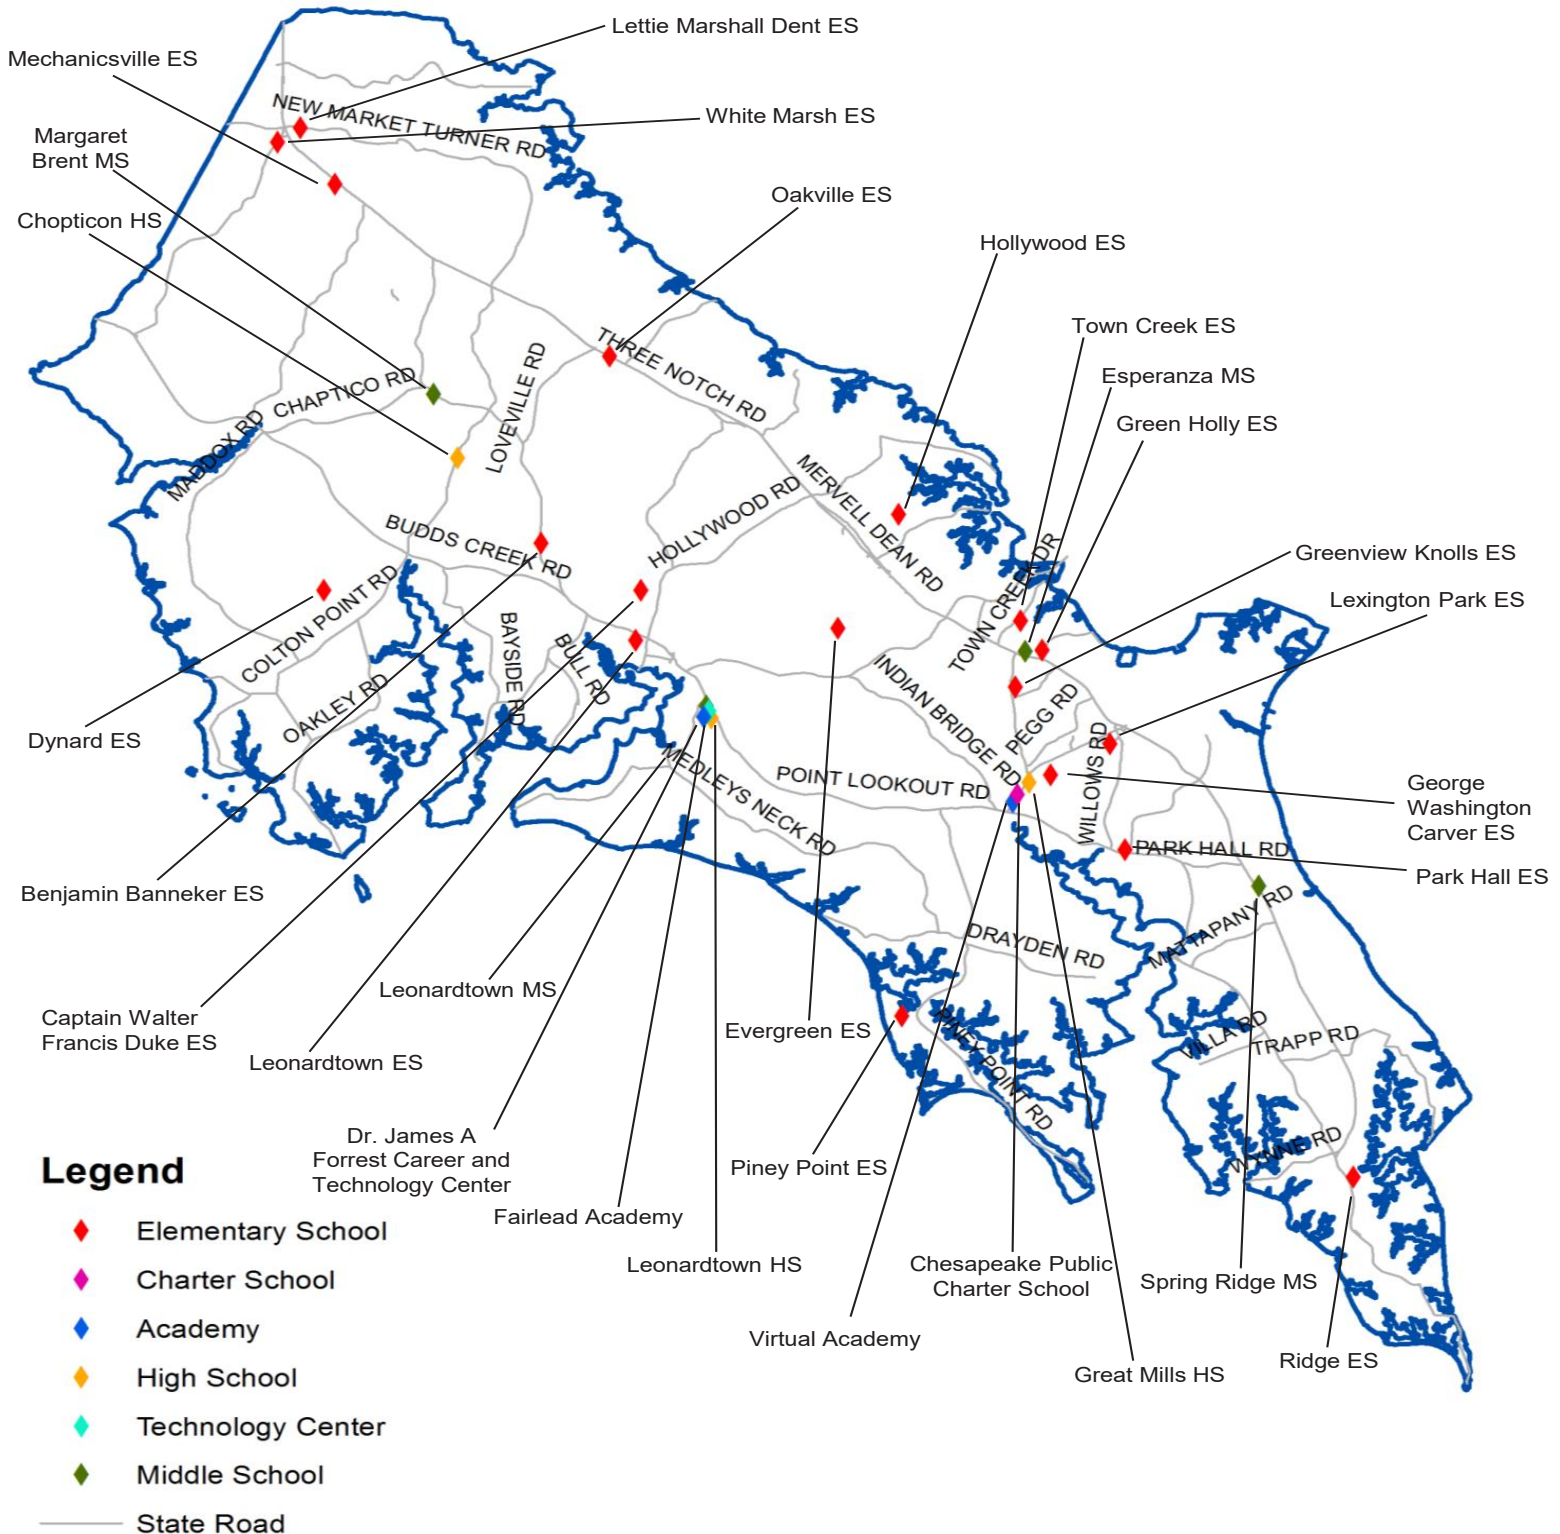 Lettie Marshall Dent ES
Mechanicsville ES
NEW MARKET TURNER RD
White Marsh ES
Margaret
Brent MS
Oakville ES
Chopticon HS
Hollywood ES
Town Creek ES
THREE NOTCH RD
Esperanza MS
CHAPTICO RD
LOVEVILLE RD
Green Holly ES
MADDOX RD
MERVELL DEAN RD
HOLLYWOOD RD
BUDDS CREEK RD
TOWN CREEK DR
Greenview Knolls ES
Lexington Park ES
COLTON POINT RD
BAYSIDE RD
BULL RD
INDIAN BRIDGE RD
PEGG RD
OAKLEY RD
Dynard ES
WILLOWS RD
MEDLEYS NECK RD
POINT LOOKOUT RD
George
Washington
Carver ES
PARK HALL RD
Park Hall ES
Benjamin Banneker ES
MATTAPANY RD
DRAYDEN RD
Leonardtown MS
Captain Walter
Francis Duke ES
Evergreen ES
Leonardtown ES
PINEY POINT RD
VILLA RD
TRAPP RD
Dr. James A
Forrest Career and
Technology Center
Piney Point ES
WYNNE RD
Fairlead Academy
Leonardtown HS
Chesapeake Public
Charter School
Spring Ridge MS
Virtual Academy
Great Mills HS
Ridge ES
Legend
Elementary School
Charter School
Academy
High School
Technology Center
Middle School
State Road